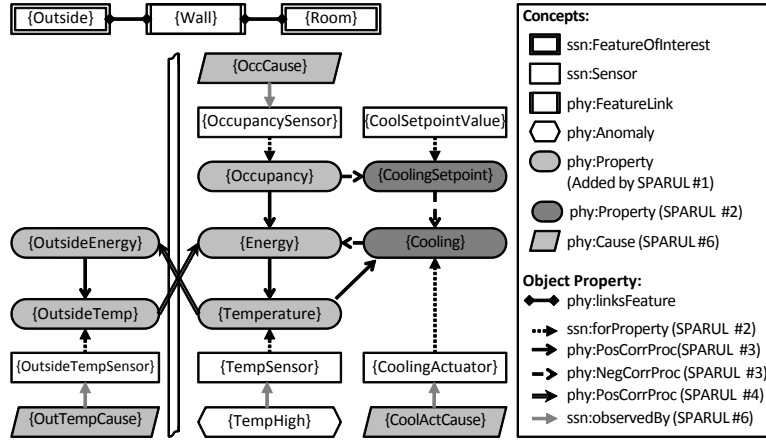 {Outside}
{Wall}
{Room}
{OccCause}
{OccupancySensor}
{CoolSetpointValue}
{Occupancy}
{CoolingSetpoint}
{OutsideEnergy}
{Energy}
{Cooling}
{OutsideTemp}
{Temperature}
{OutsideTempSensor}
{TempSensor}
{CoolingActuator}
{OutTempCause}
{TempHigh}
{CoolActCause}
Concepts:
ssn:FeatureOfInterest
ssn:Sensor
phy:FeatureLink
phy:Anomaly
phy:Property
(Added by SPARUL #1)
phy:Property (SPARUL #2)
phy:Cause (SPARUL #6)
Object Property:
phy:linksFeature
ssn:forProperty (SPARUL #2)
phy:PosCorrProc(SPARUL #3)
phy:NegCorrProc (SPARUL #3)
phy:PosCorrProc (SPARUL #4)
ssn:observedBy (SPARUL #6)